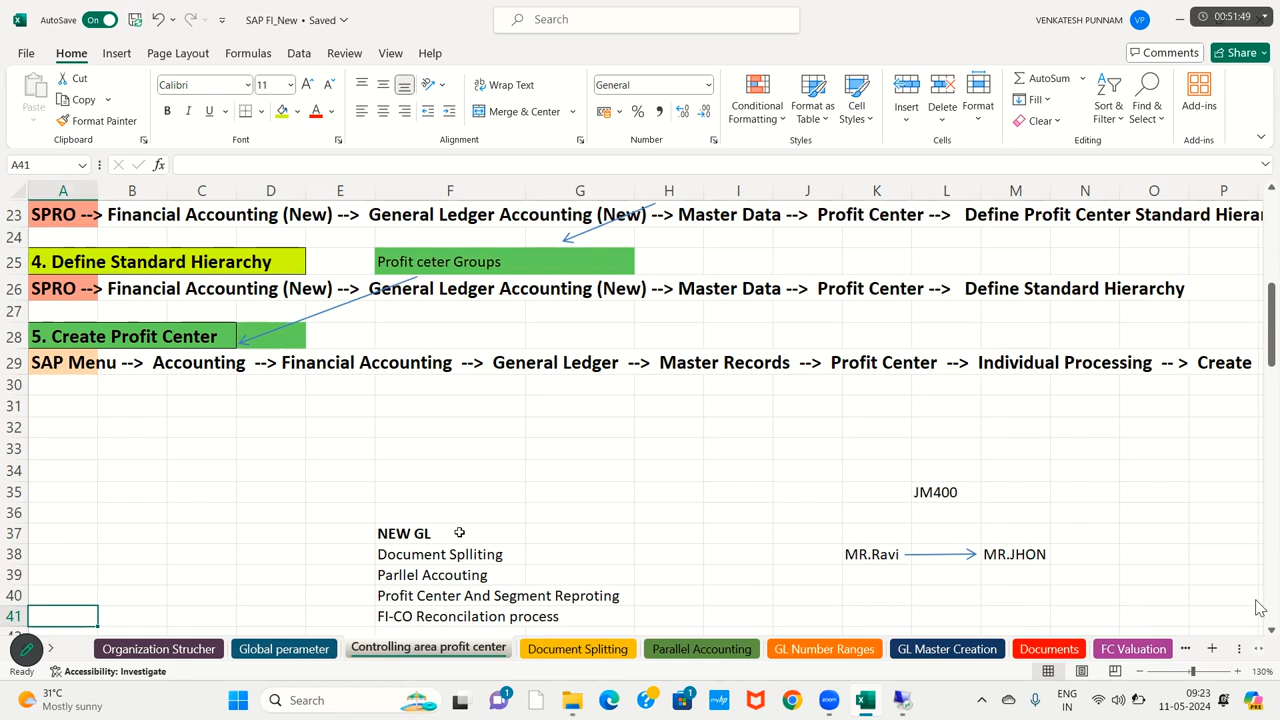 AutoSave On SAP FI_New • Saved Search VENKATESH PUNNAM VP 00:51:49
File Home Insert Page Layout Formulas Data Review View Help Comments Share
Paste Cut Copy Format Painter Clipboard
Calibri 11 B I U Font
Wrap Text Merge & Center Alignment
General % Number
Conditional Formatting Format as Table Cell Styles Styles
Insert Delete Format Cells
AutoSum Fill Clear Sort & Filter Find & Select Editing
Add-ins Add-ins
A41 fx
A B C D E F G H I J K L M N O P
23 SPRO --> Financial Accounting (New) --> General Ledger Accounting (New) --> Master Data --> Profit Center --> Define Profit Center Standard Hierar
24
25 4. Define Standard Hierarchy Profit ceter Groups
26 SPRO --> Financial Accounting (New) --> General Ledger Accounting (New) --> Master Data --> Profit Center --> Define Standard Hierarchy
27
28 5. Create Profit Center
29 SAP Menu --> Accounting --> Financial Accounting --> General Ledger --> Master Records --> Profit Center --> Individual Processing -- > Create
30
31
32
33
34
35 JM400
36
37 NEW GL
38 Document Splliting MR.Ravi MR.JHON
39 Parllel Accouting
40 Profit Center And Segment Reproting
41 FI-CO Reconcilation process
Organization Strucher Global perameter Controlling area profit center Document Splitting Parallel Accounting GL Number Ranges GL Master Creation Documents FC Valuation
Ready Accessibility: Investigate 130%
31°C Mostly sunny Search 1 1 zoom ENG IN 09:23 11-05-2024